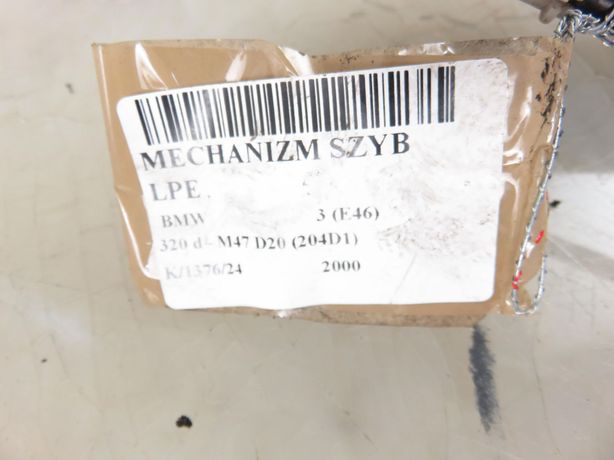 MECHANIZM SZYB
LPE
BMW 3 (E46)
320 d - M47 D20 (204D1)
K/1376/24 2000